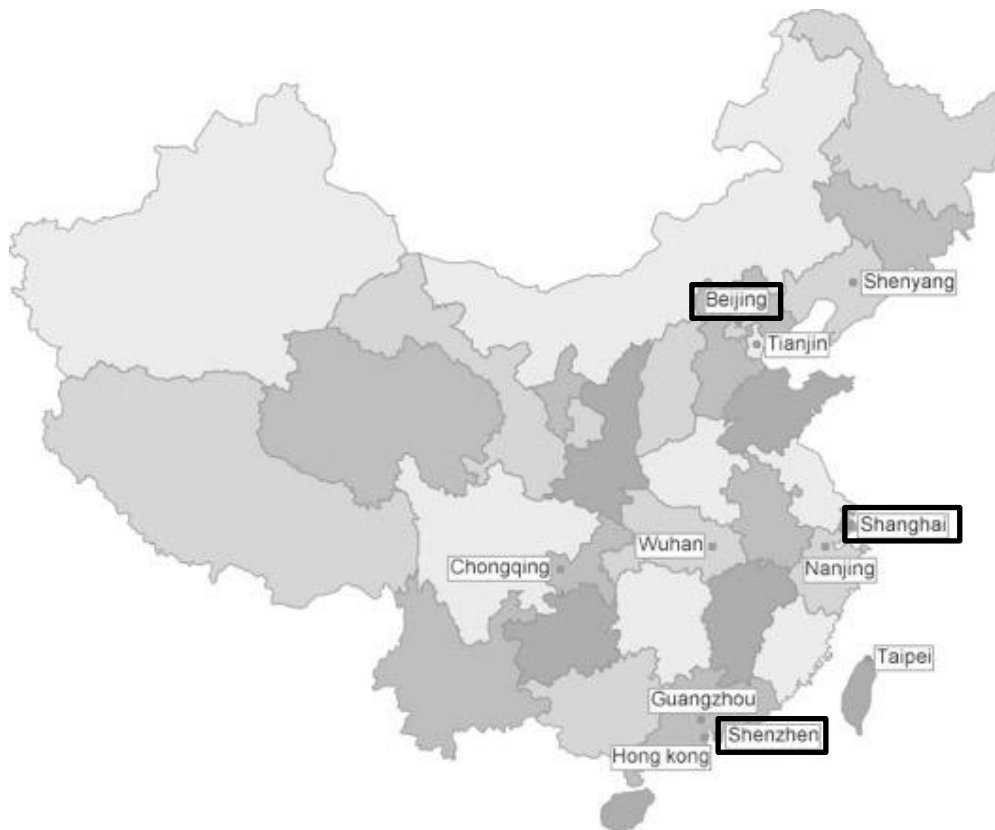 Shenyang
Beijing
Tianjin
Shanghai
Wuhan
Nanjing
Chongqing
Taipei
Guangzhou
Shenzhen
Hong kong